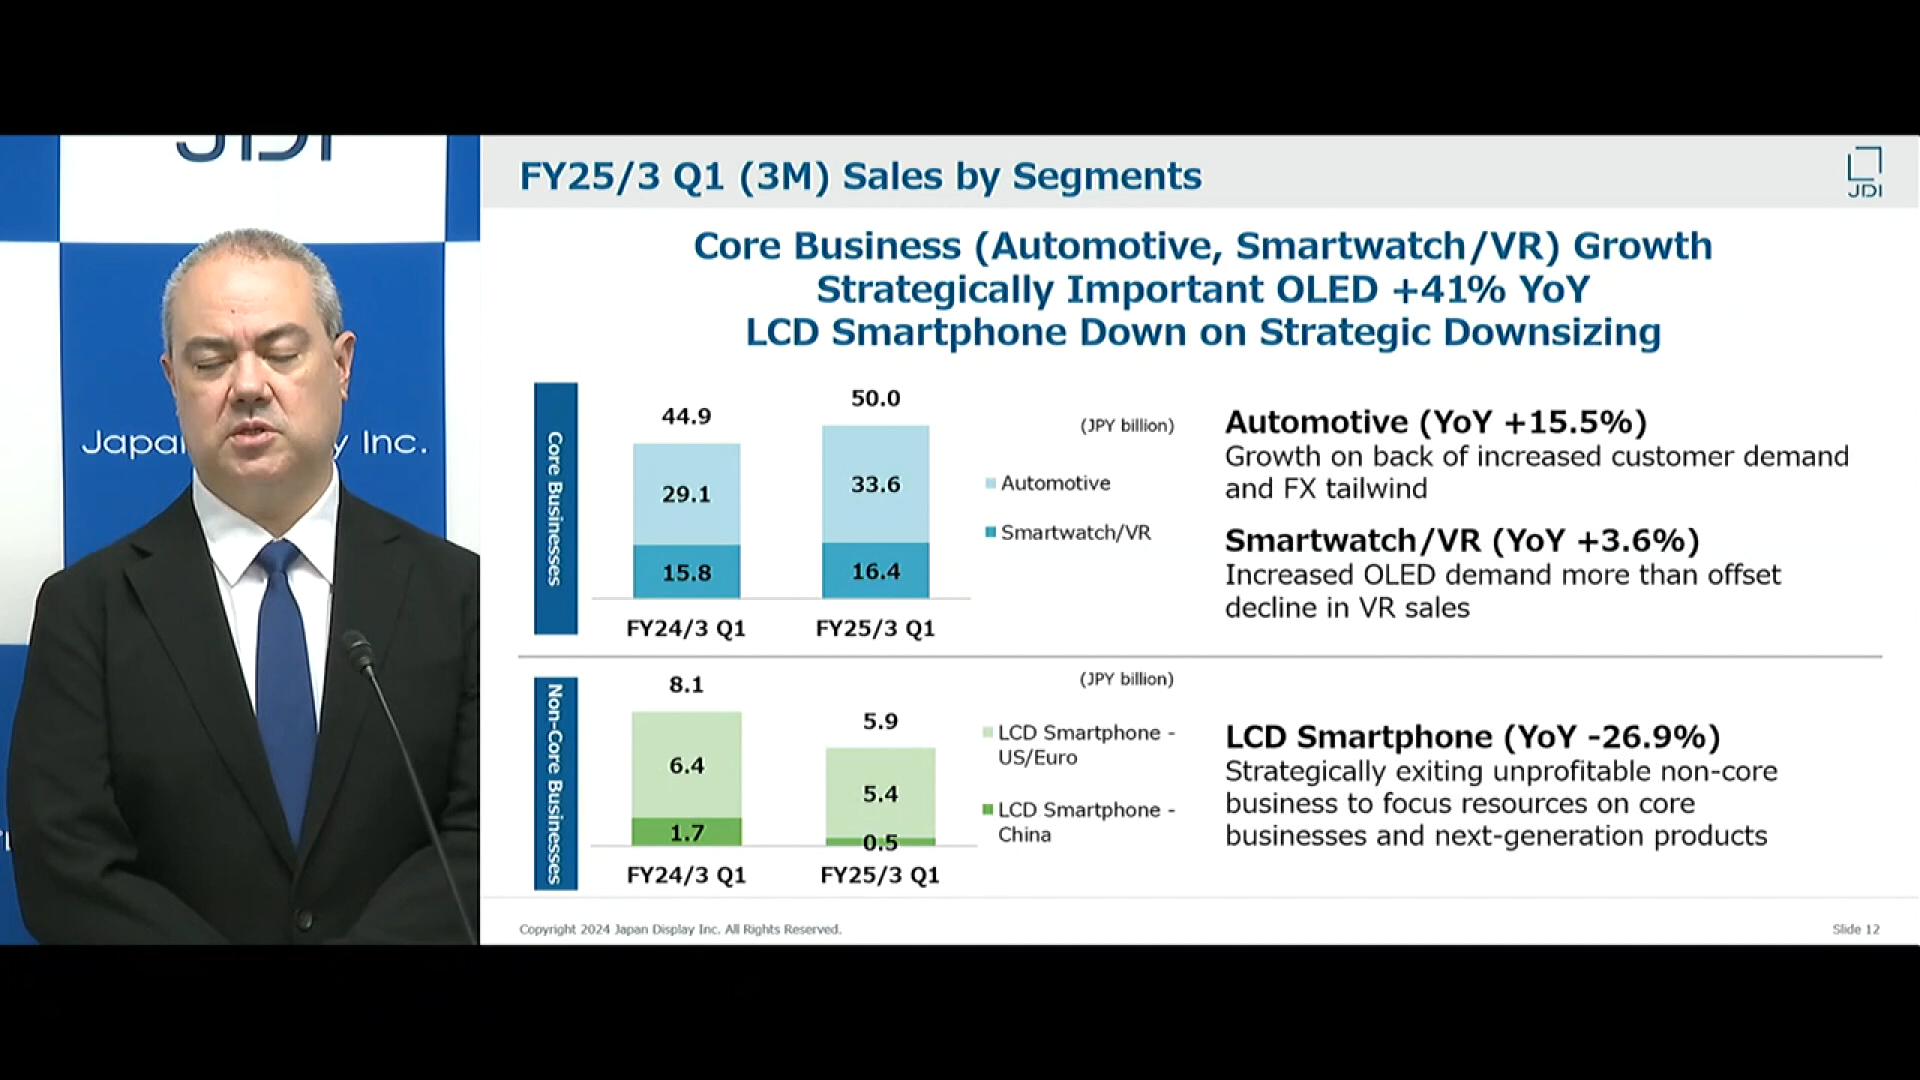 JDI
Japa
y Inc.
FY25/3 Q1 (3M) Sales by Segments
JDI
Core Business (Automotive, Smartwatch/VR) Growth
Strategically Important OLED +41% YoY
LCD Smartphone Down on Strategic Downsizing
Core Businesses
44.9
50.0
(JPY billion)
29.1
33.6
15.8
16.4
FY24/3 Q1
FY25/3 Q1
Automotive
Smartwatch/VR
Automotive (YoY +15.5%)
Growth on back of increased customer demand
and FX tailwind
Smartwatch/VR (YoY +3.6%)
Increased OLED demand more than offset
decline in VR sales
Non-Core Businesses
8.1
5.9
(JPY billion)
6.4
5.4
1.7
0.5
FY24/3 Q1
FY25/3 Q1
LCD Smartphone -
US/Euro
LCD Smartphone -
China
LCD Smartphone (YoY -26.9%)
Strategically exiting unprofitable non-core
business to focus resources on core
businesses and next-generation products
Copyright 2024 Japan Display Inc. All Rights Reserved.
Slide 12